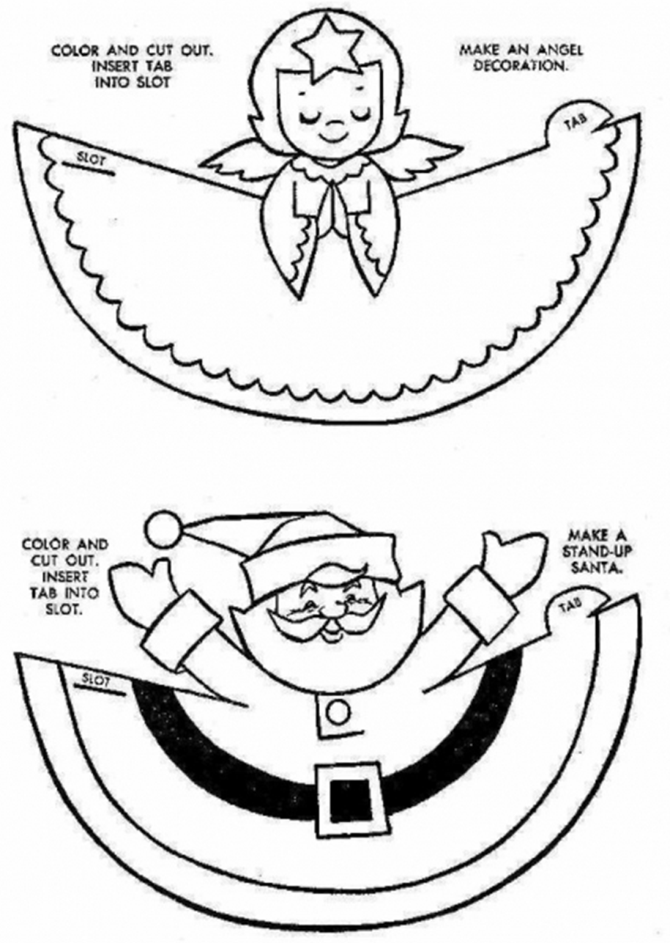 COLOR AND CUT OUT.
INSERT TAB
INTO SLOT
MAKE AN ANGEL
DECORATION.
SLOT
TAB
COLOR AND
CUT OUT.
INSERT
TAB INTO
SLOT.
MAKE A
STAND-UP
SANTA.
SLOT
TAB